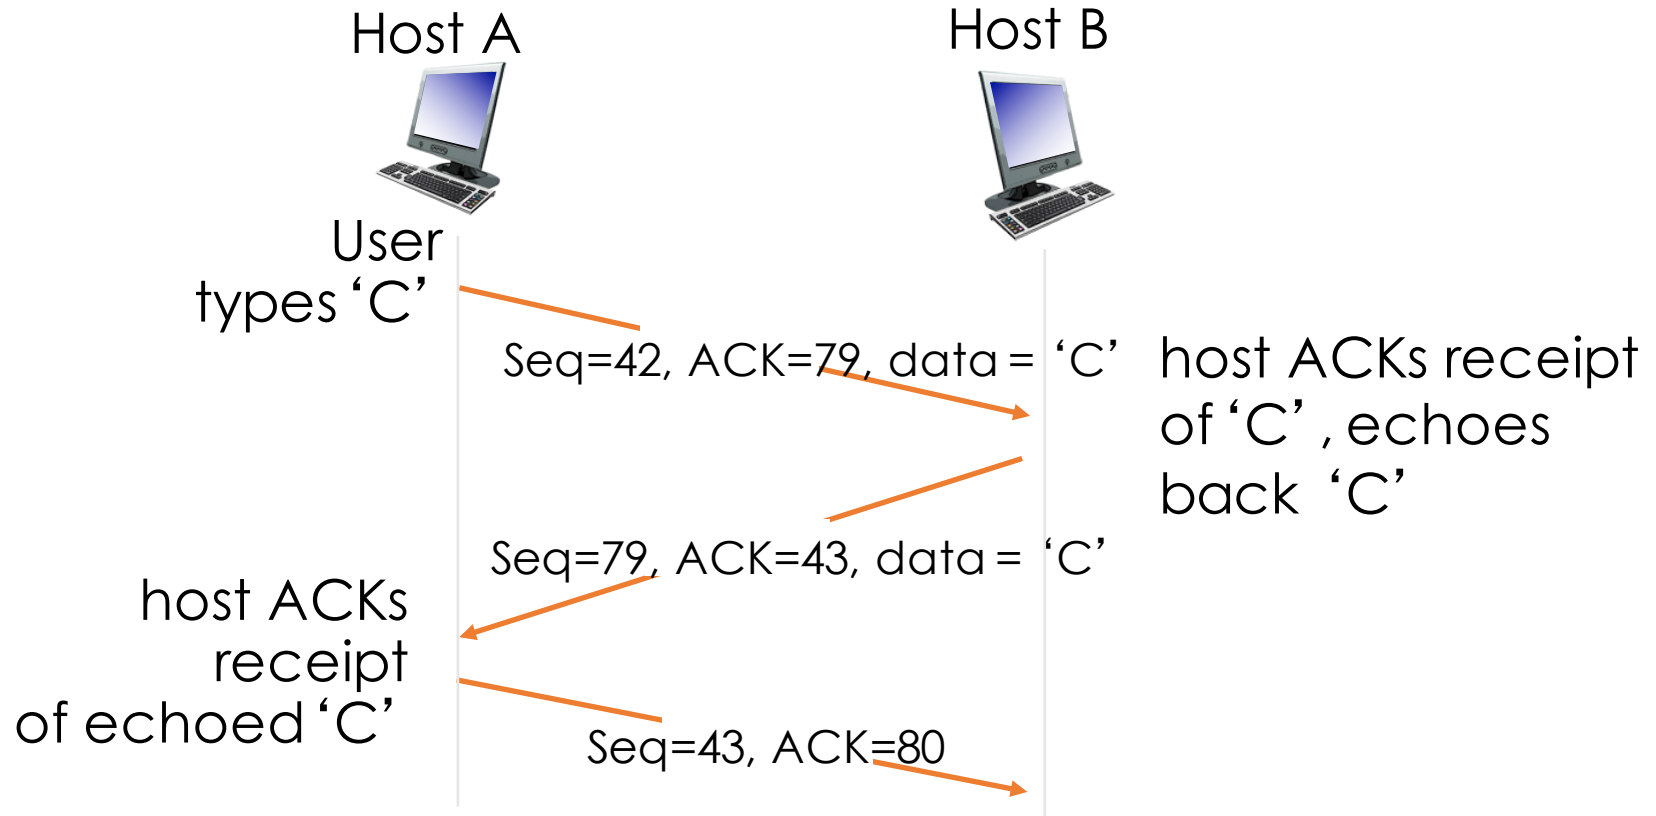 Host A
Host B
User
types ‘C’
Seq=42, ACK=79, data = ‘C’
host ACKs receipt
of ‘C’ , echoes
back ‘C’
Seq=79, ACK=43, data = ‘C’
host ACKs
receipt
of echoed ‘C’
Seq=43, ACK=80